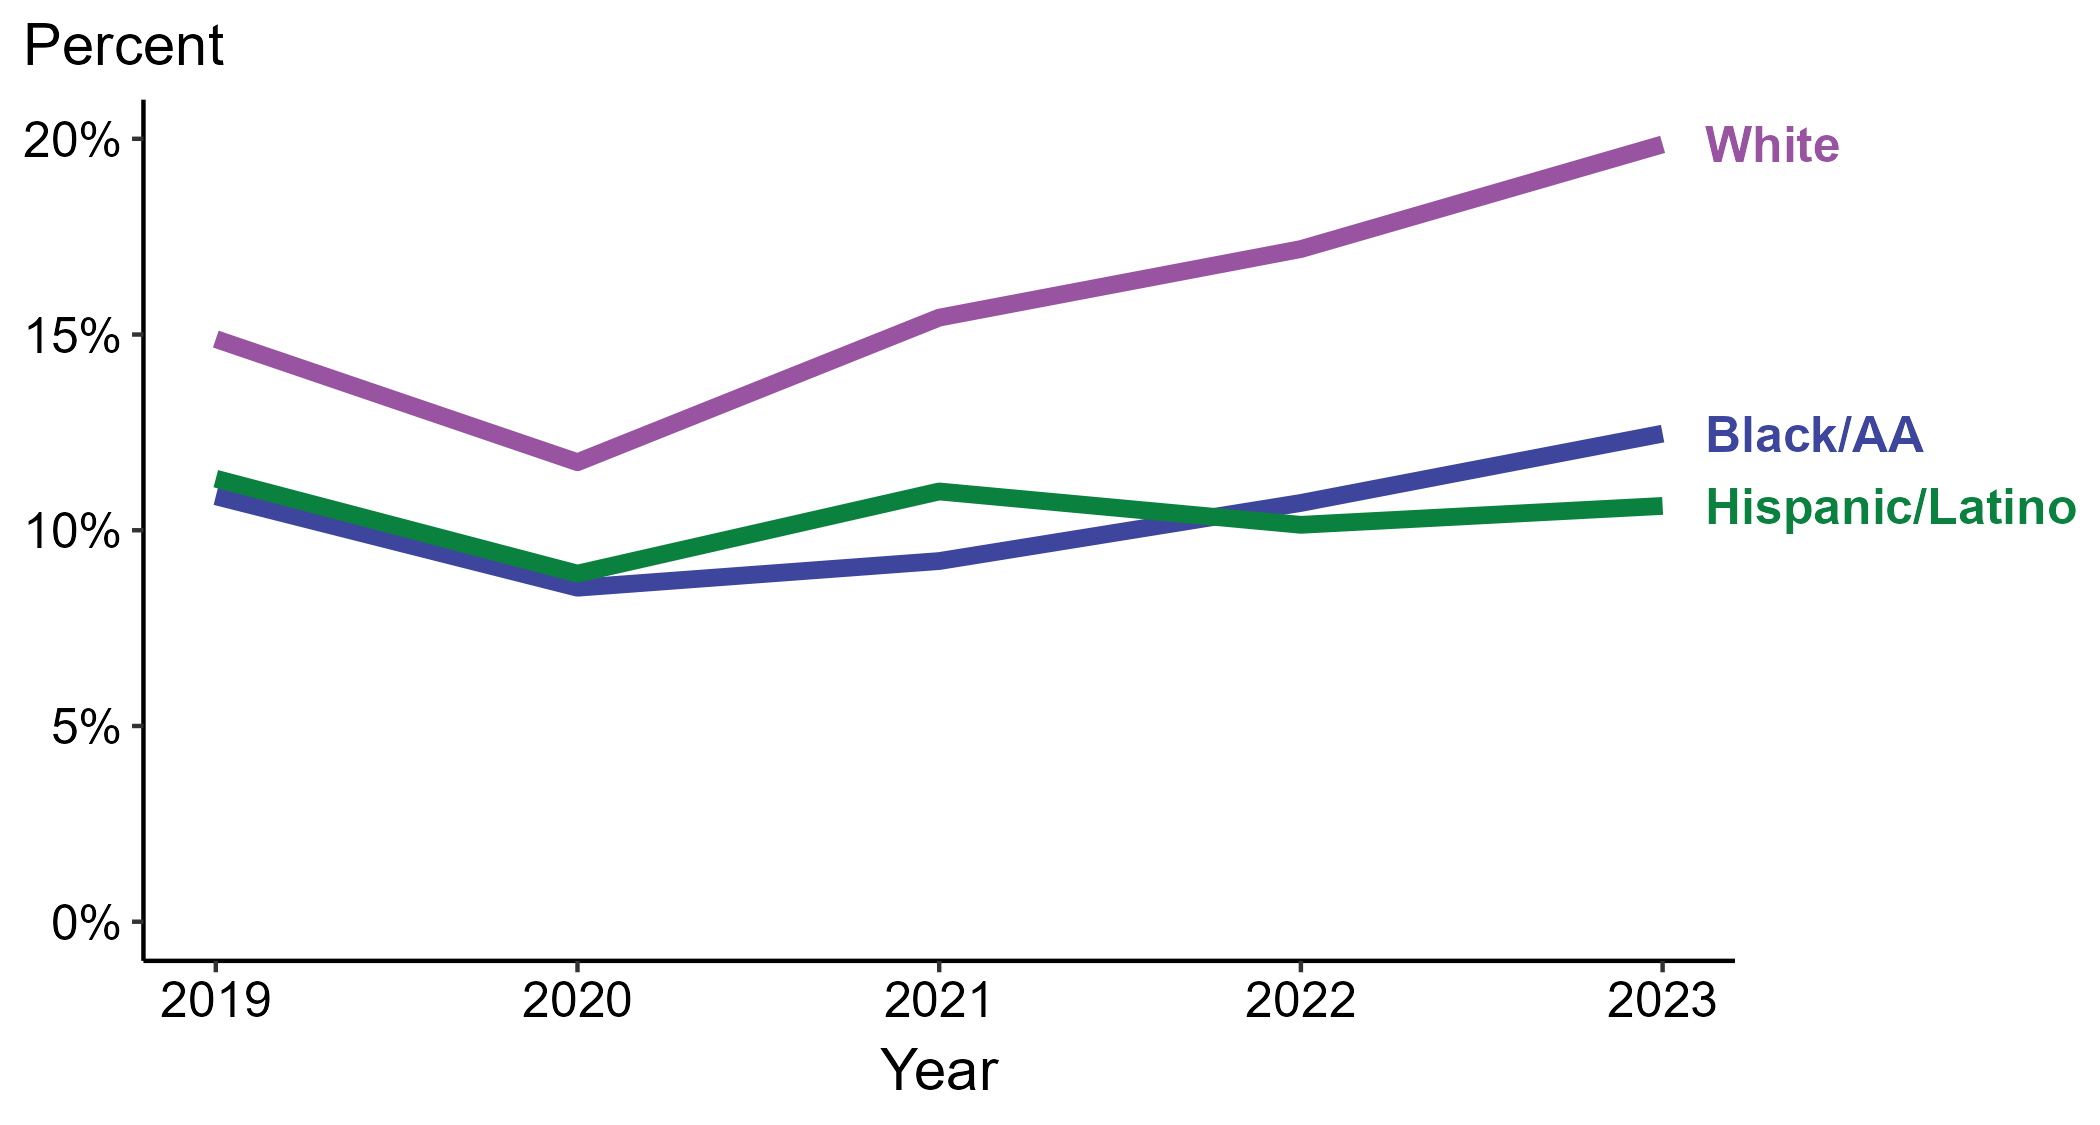 Percent
20%
White
15%
Black/AA
Hispanic/Latino
10%
5%
0%
2019 2020 2021 2022 2023
Year